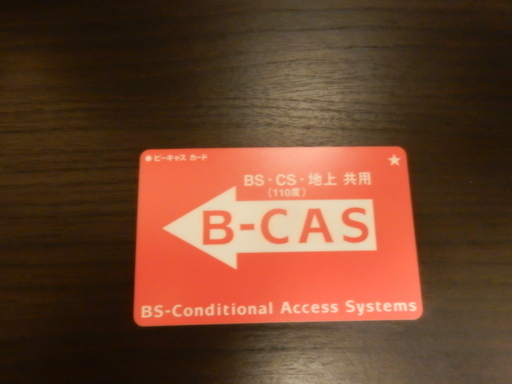 ● ビーキャス カード
★
BS・CS・地上 共用
（110度）
B-CAS
BS-Conditional Access Systems